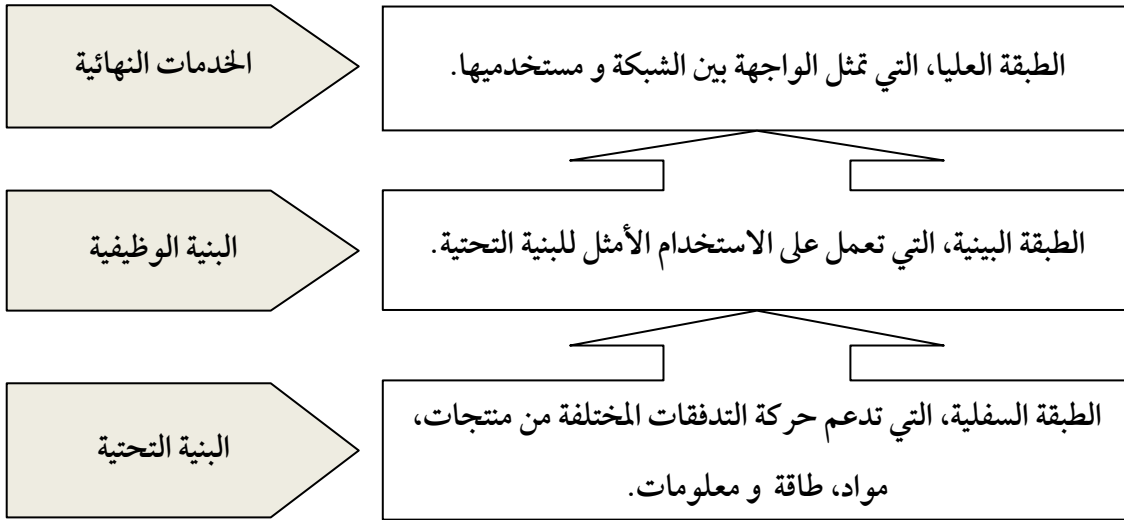 الخدمات النهائية
الطبقة العليا، التي تمثل الواجهة بين الشبكة و مستخدميها.
البنية الوظيفية
الطبقة البينية، التي تعمل على الاستخدام الأمثل للبنية التحتية.
البنية التحتية
الطبقة السفلية، التي تدعم حركة التدفقات المختلفة من منتجات،
مواد، طاقة و معلومات.